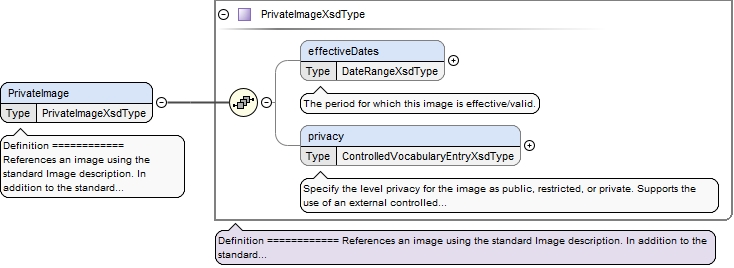 PrivateImageXsdType
effectiveDates
Type DateRangeXsdType
The period for which this image is effective/valid.
PrivateImage
Type PrivateImageXsdType
Definition ============
References an image using the
standard Image description. In
addition to the standard...
privacy
Type ControlledVocabularyEntryXsdType
Specify the level privacy for the image as public, restricted, or private. Supports the
use of an external controlled...
Definition ============ References an image using the standard Image description. In addition to the
standard...